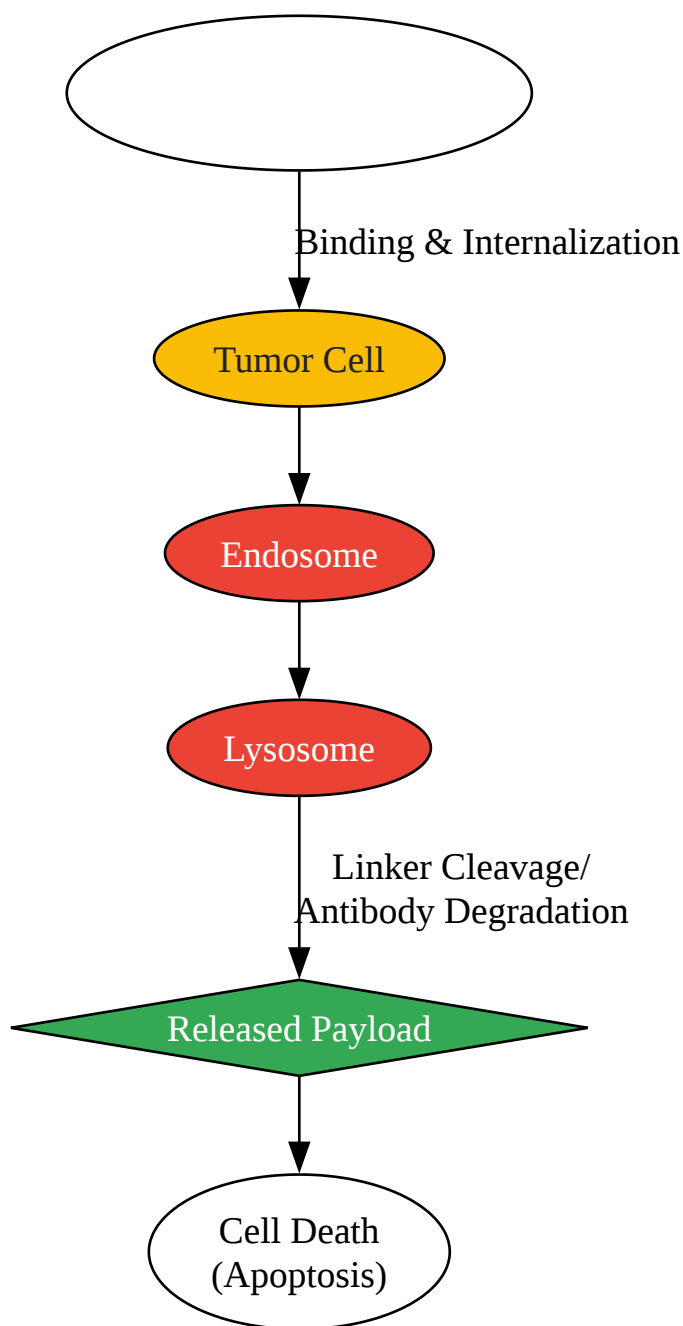 Binding & Internalization
Tumor Cell
Endosome
Lysosome
Linker Cleavage/
Antibody Degradation
Released Payload
Cell Death
(Apoptosis)